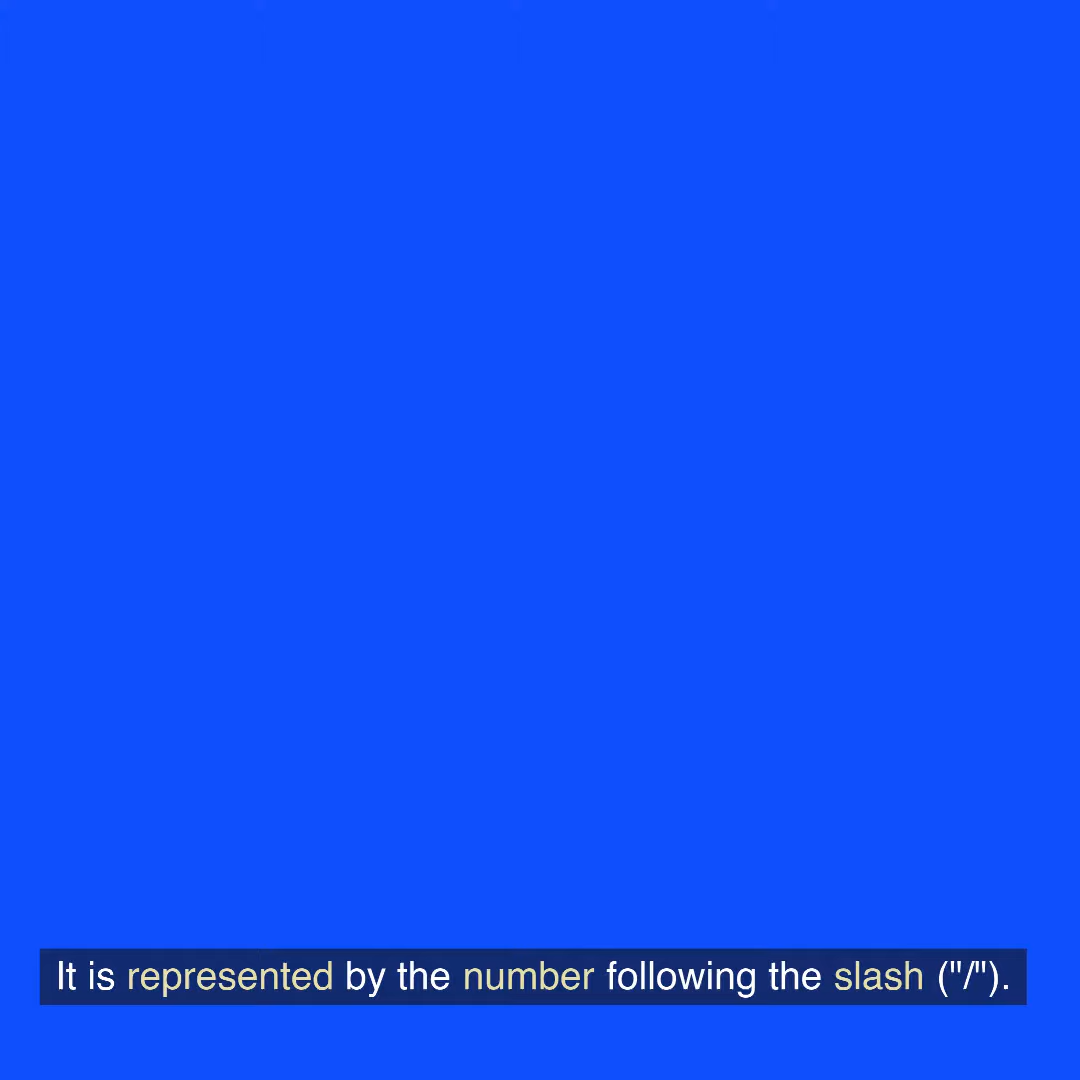 It is represented by the number following the slash ("/").